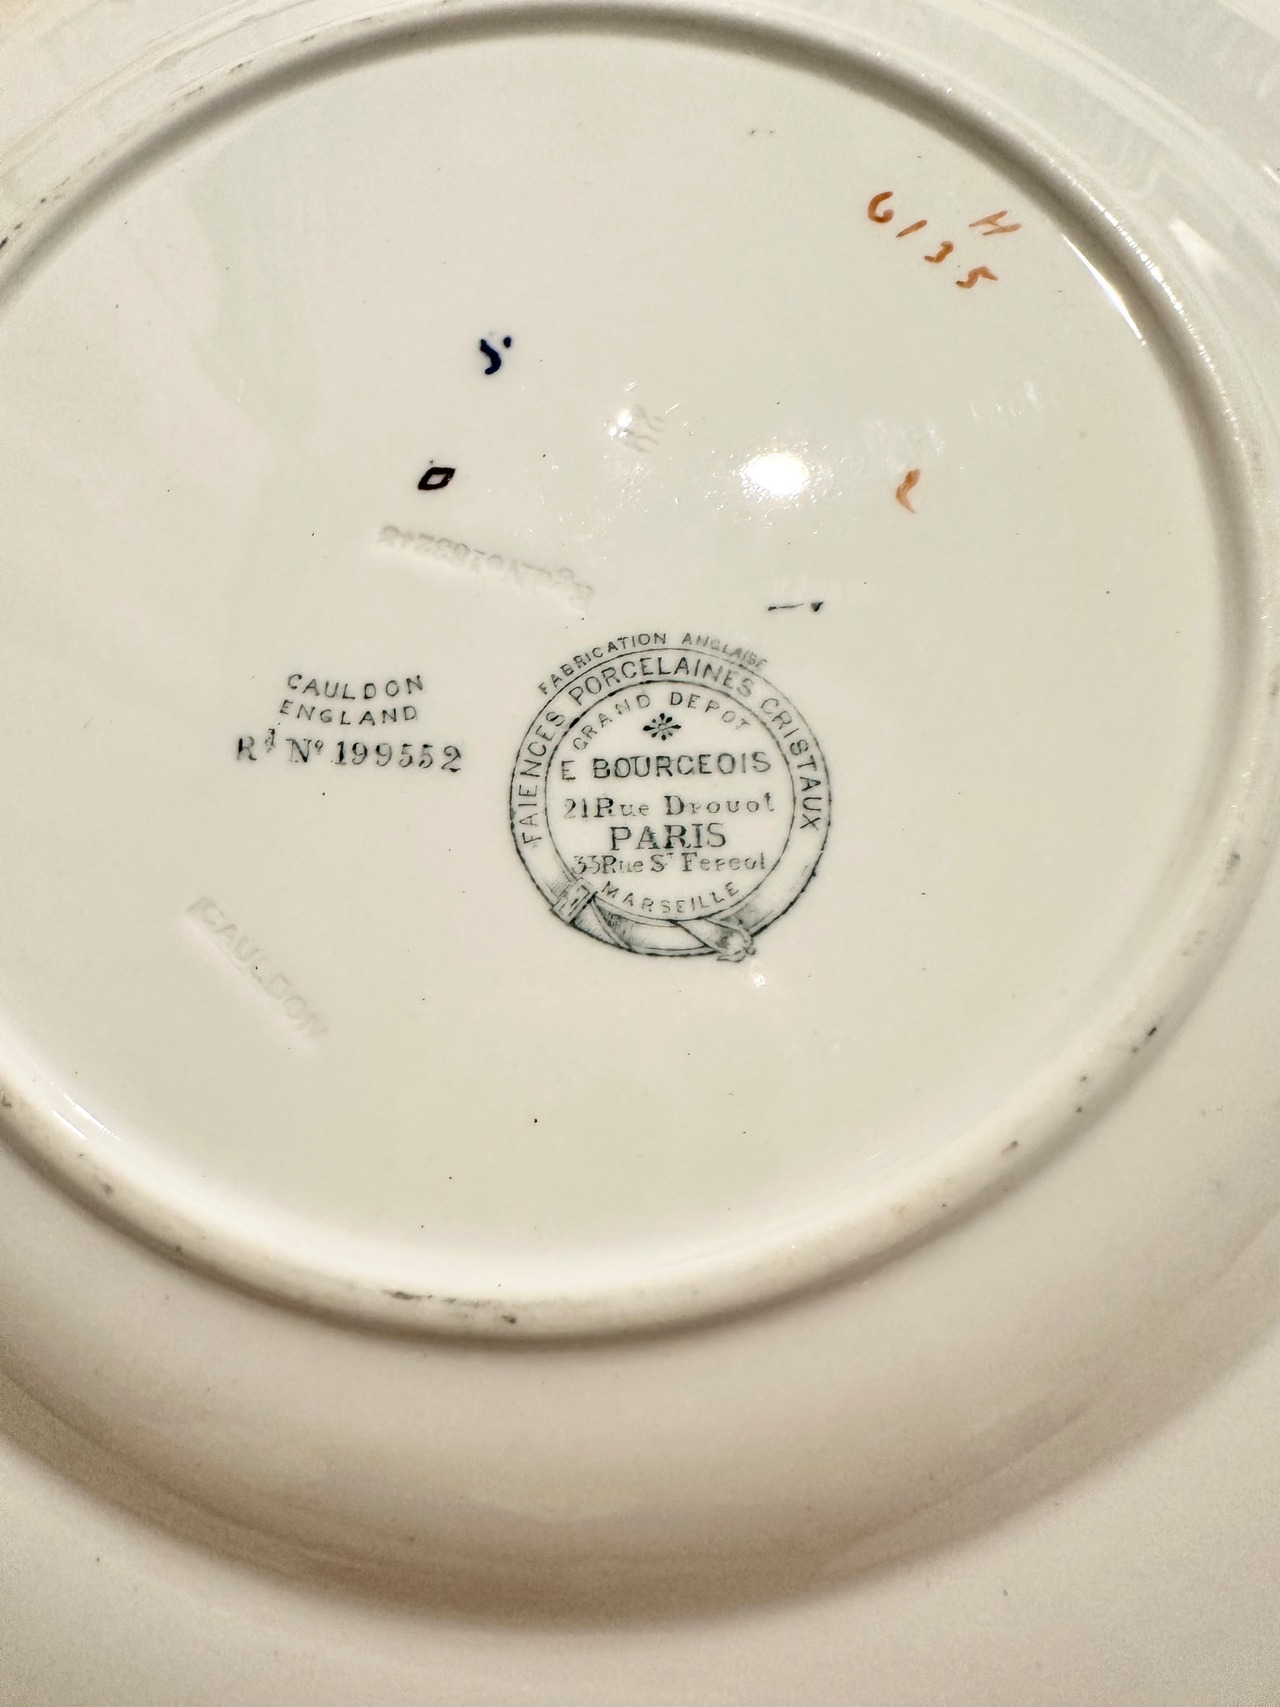 H
6135
CAULDON
ENGLAND
Rd No 199552
FABRICATION ANGLAISE
FAIENCES PORCELAINES CRISTAUX
GRAND DEPOT
E BOURGEOIS
21 Rue Drouot
PARIS
33 Rue St Fereol
MARSEILLE
CAULDON